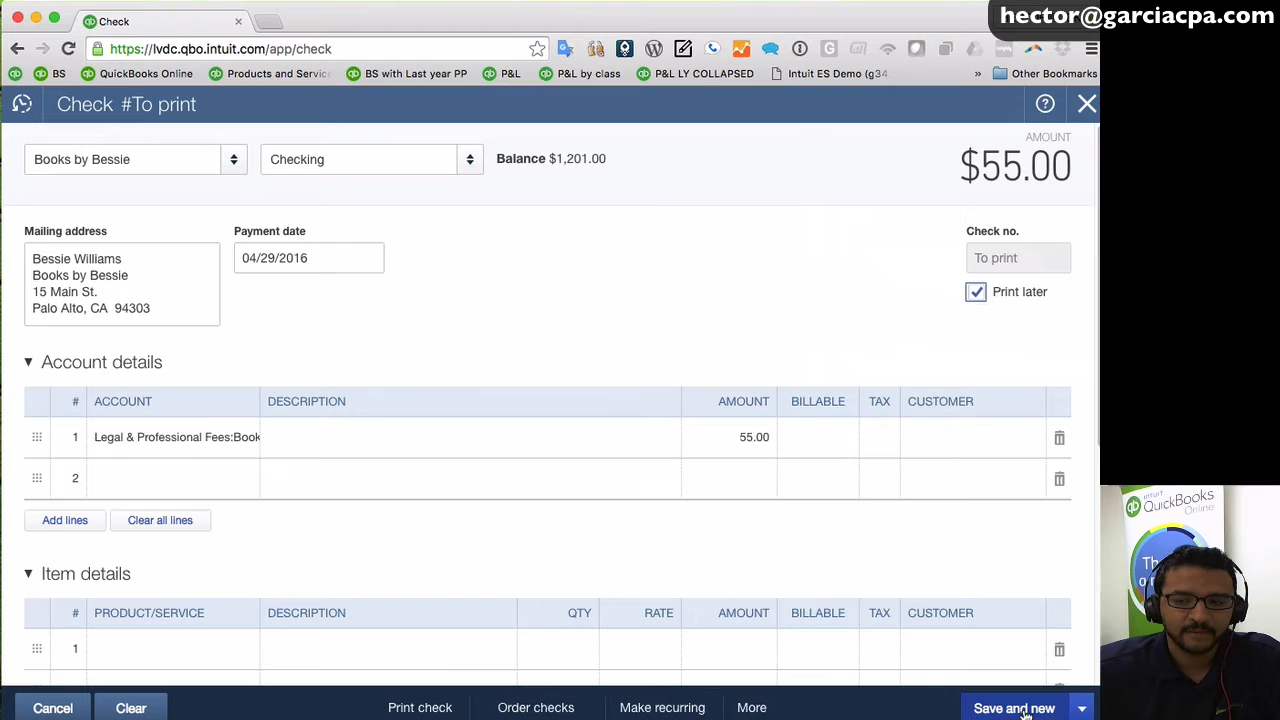 hector@garciacpa.com
Check
https://lvdc.qbo.intuit.com/app/check
BS QuickBooks Online Products and Servic BS with Last year PP P&L P&L by class P&L LY COLLAPSED Intuit ES Demo (g34 » Other Bookmarks
Check #To print
AMOUNT
Books by Bessie Checking Balance $1,201.00 $55.00
Mailing address Payment date Check no.
Bessie Williams 04/29/2016 To print
Books by Bessie
15 Main St. Print later
Palo Alto, CA 94303
Account details
# ACCOUNT DESCRIPTION AMOUNT BILLABLE TAX CUSTOMER
1 Legal & Professional Fees:Book 55.00
2
Add lines Clear all lines
Item details
# PRODUCT/SERVICE DESCRIPTION QTY RATE AMOUNT BILLABLE TAX CUSTOMER
1
Cancel Clear Print check Order checks Make recurring More Save and new
intuit
QuickBooks
Online